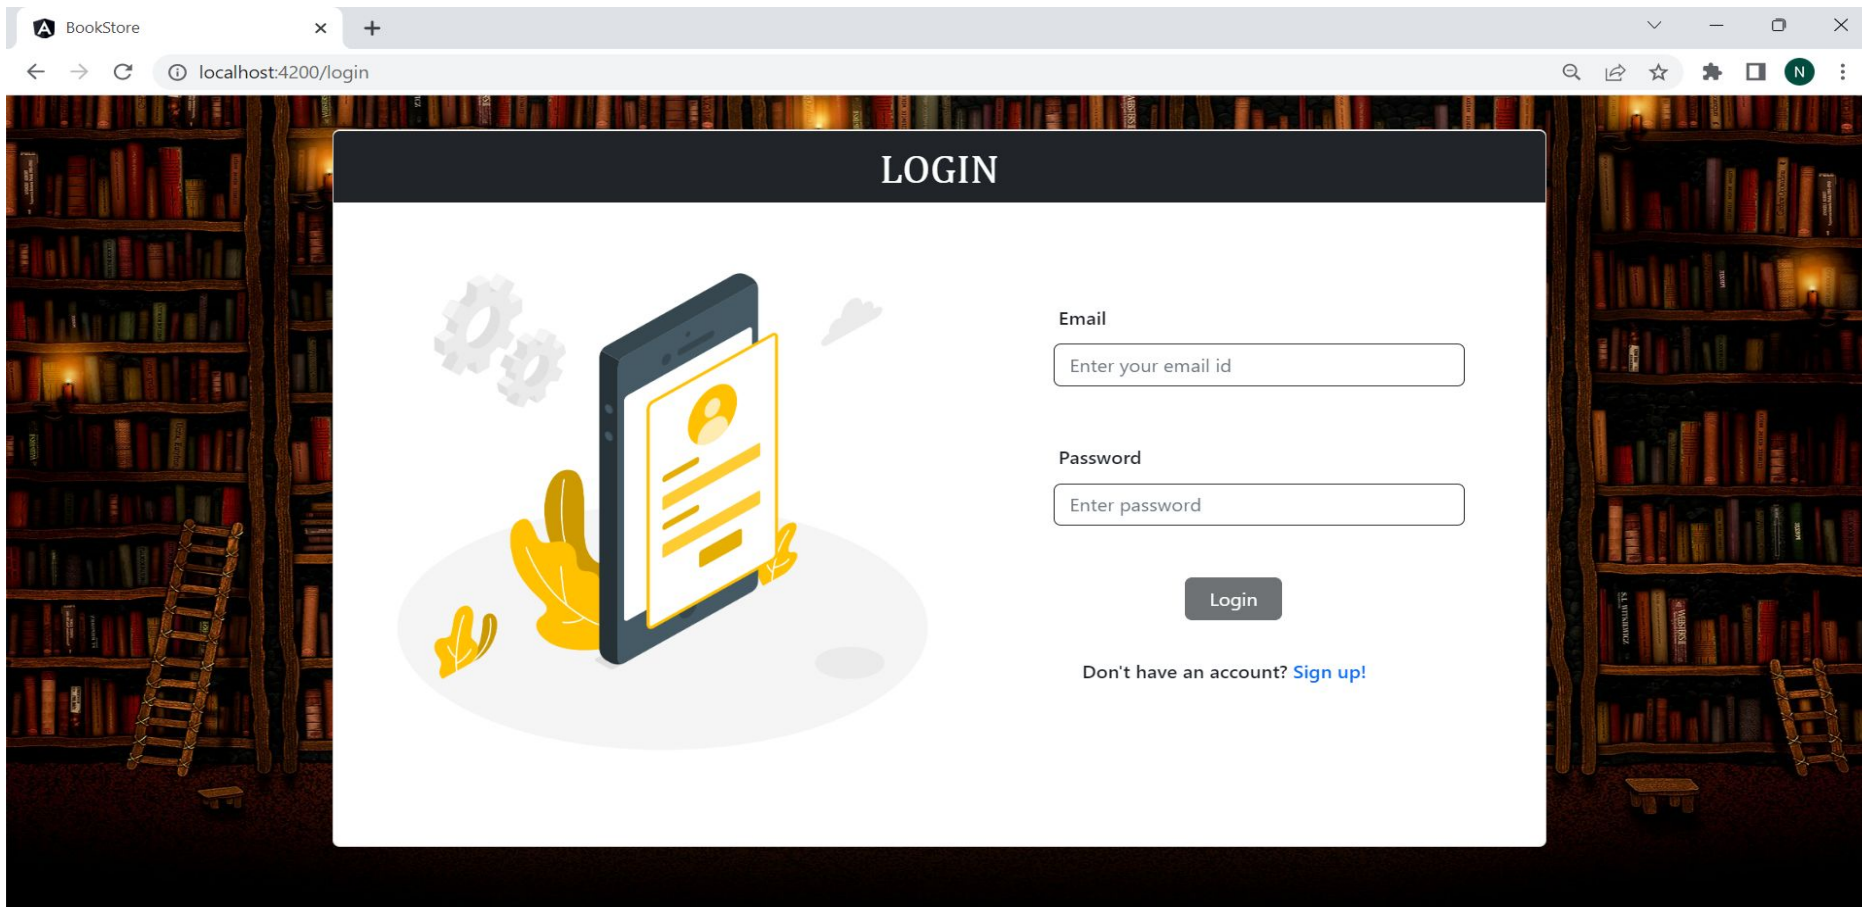 BookStore
localhost:4200/login
N
LOGIN
Email
Enter your email id
Password
Enter password
Login
Don't have an account? Sign up!